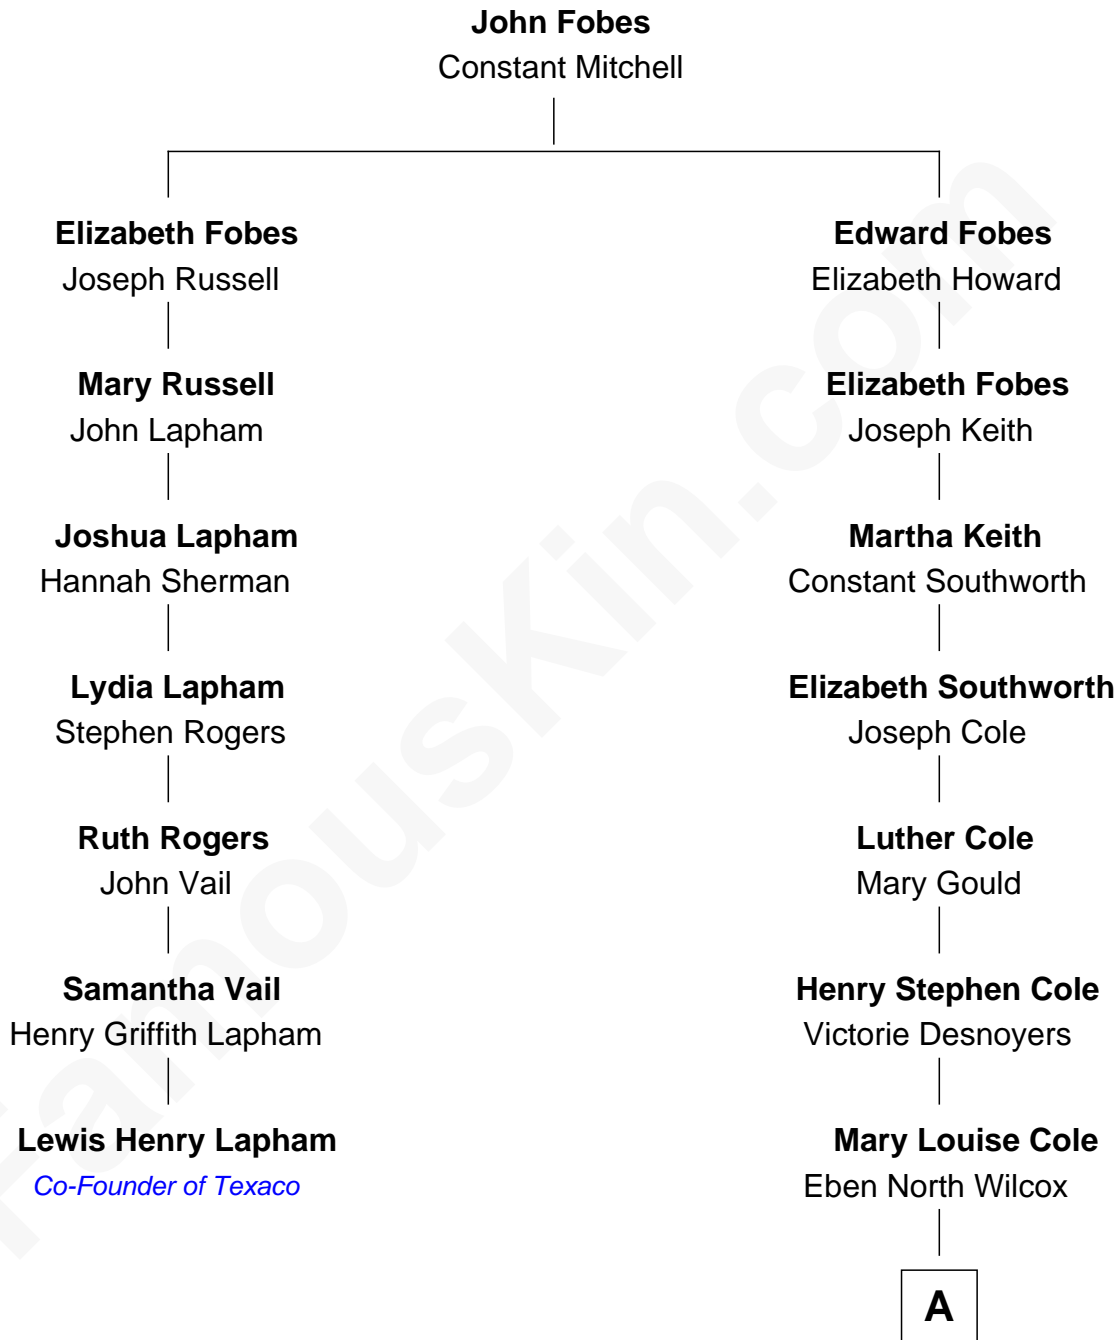 John Fobes
Constant Mitchell
Elizabeth Fobes
Joseph Russell
Mary Russell
John Lapham
Joshua Lapham
Hannah Sherman
Lydia Lapham
Stephen Rogers
Ruth Rogers
John Vail
Samantha Vail
Henry Griffith Lapham
Lewis Henry Lapham
Co-Founder of Texaco
Edward Fobes
Elizabeth Howard
Elizabeth Fobes
Joseph Keith
Martha Keith
Constant Southworth
Elizabeth Southworth
Joseph Cole
Luther Cole
Mary Gould
Henry Stephen Cole
Victorie Desnoyers
Mary Louise Cole
Eben North Wilcox
A
FamousKin.com